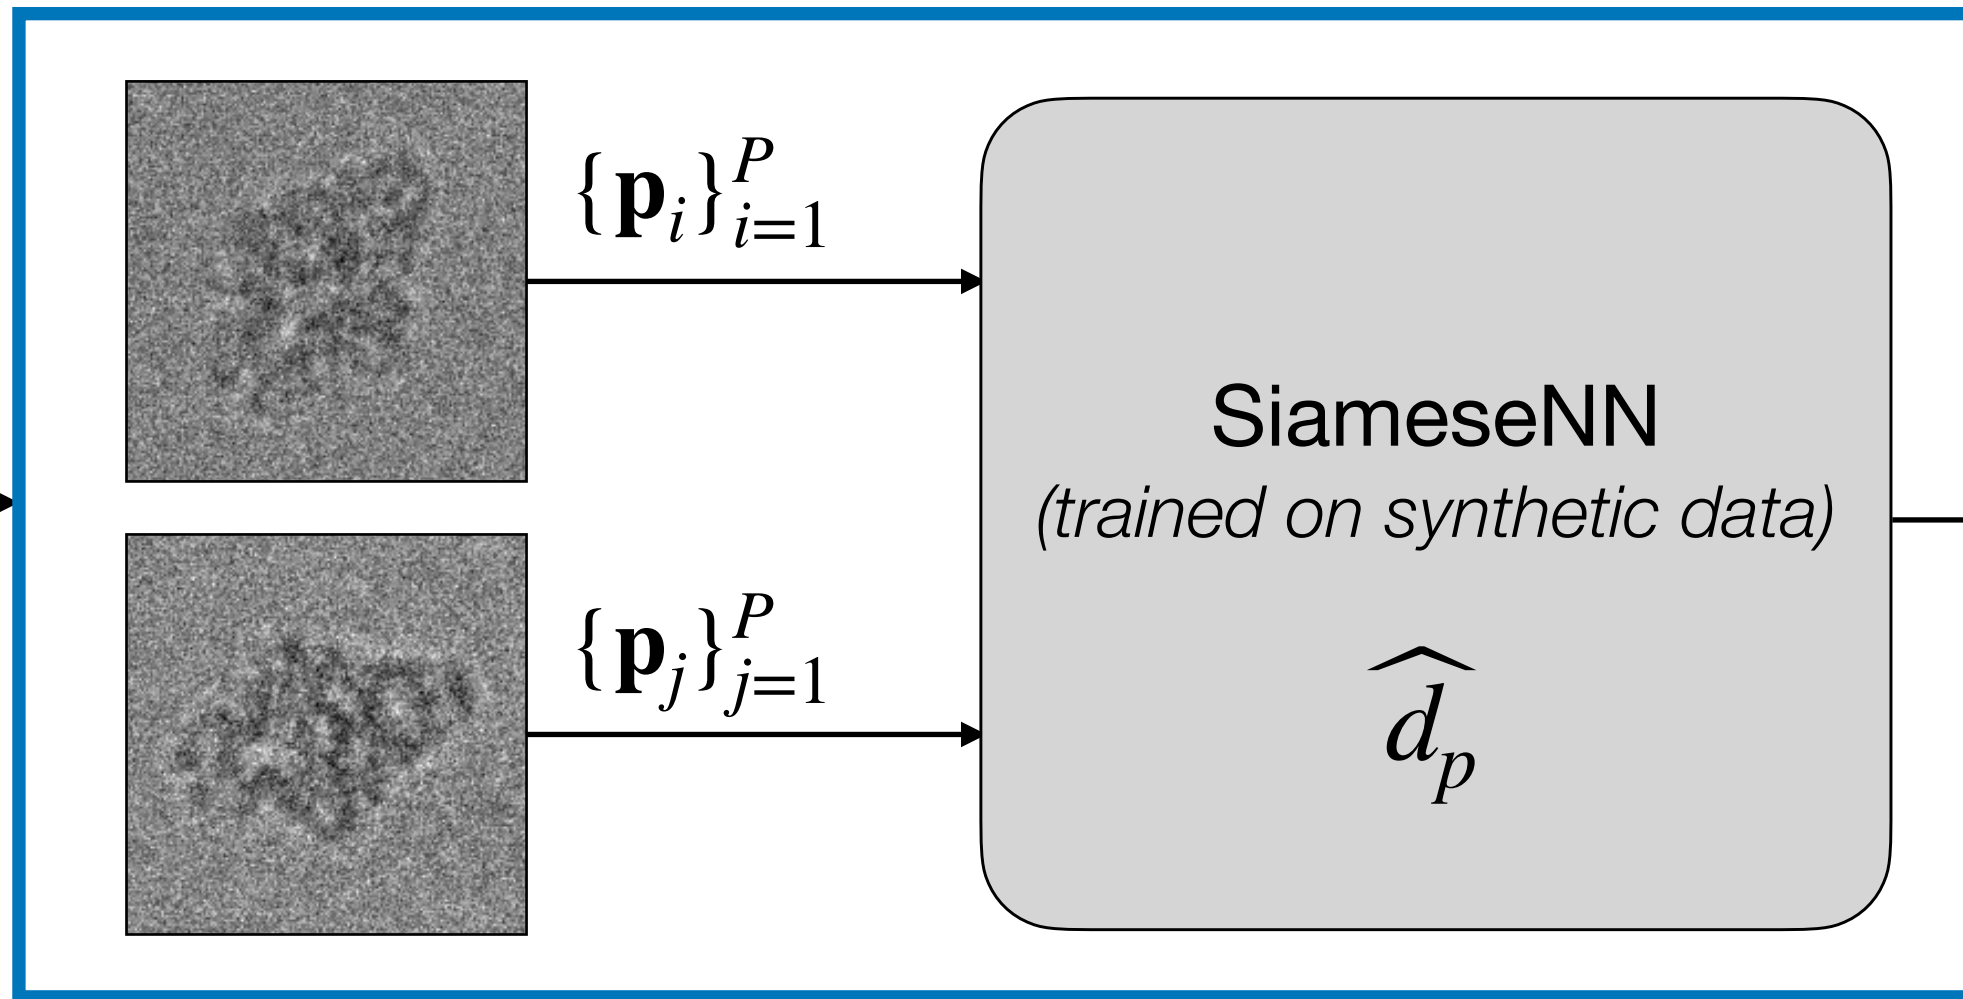 {p_i}_{i=1}^P
SiameseNN
(trained on synthetic data)
{p_j}_{j=1}^P
\widehat{d_p}